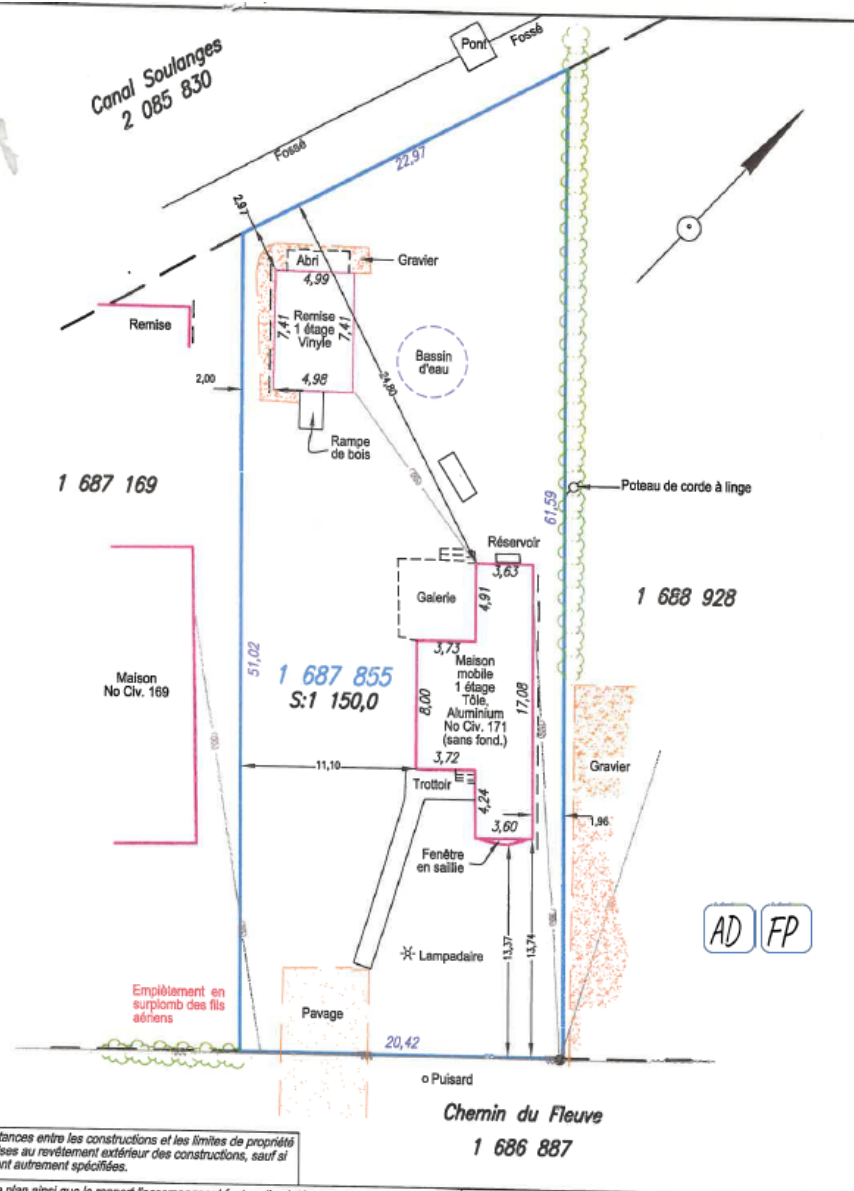 Canal Soulanges
2 085 830
Pont
Fossé
Fossé
22,97
2,97
Abri
Gravier
4,99
Remise
Remise
1 étage
Vinyle
7,41
7,41
Bassin
d'eau
2,00
4,98
24,80
Rampe
de bois
1 687 169
Poteau de corde à linge
61,59
Réservoir
3,63
Galerie
4,91
1 688 928
3,73
Maison
mobile
1 étage
Tôle,
Aluminium
No Civ. 171
(sans fond.)
51,02
1 687 855
S:1 150,0
Maison
No Civ. 169
8,00
17,08
11,10
3,72
Trottoir
4,24
Gravier
3,60
1,96
Fenêtre
en saillie
AD FP
Lampadaire
13,37
13,74
Empiètement en
surplomb des fils
aériens
Pavage
20,42
Puisard
Chemin du Fleuve
1 686 887
tances entre les constructions et les limites de propriété
ises au revêtement extérieur des constructions, sauf si
nt autrement spécifiées.